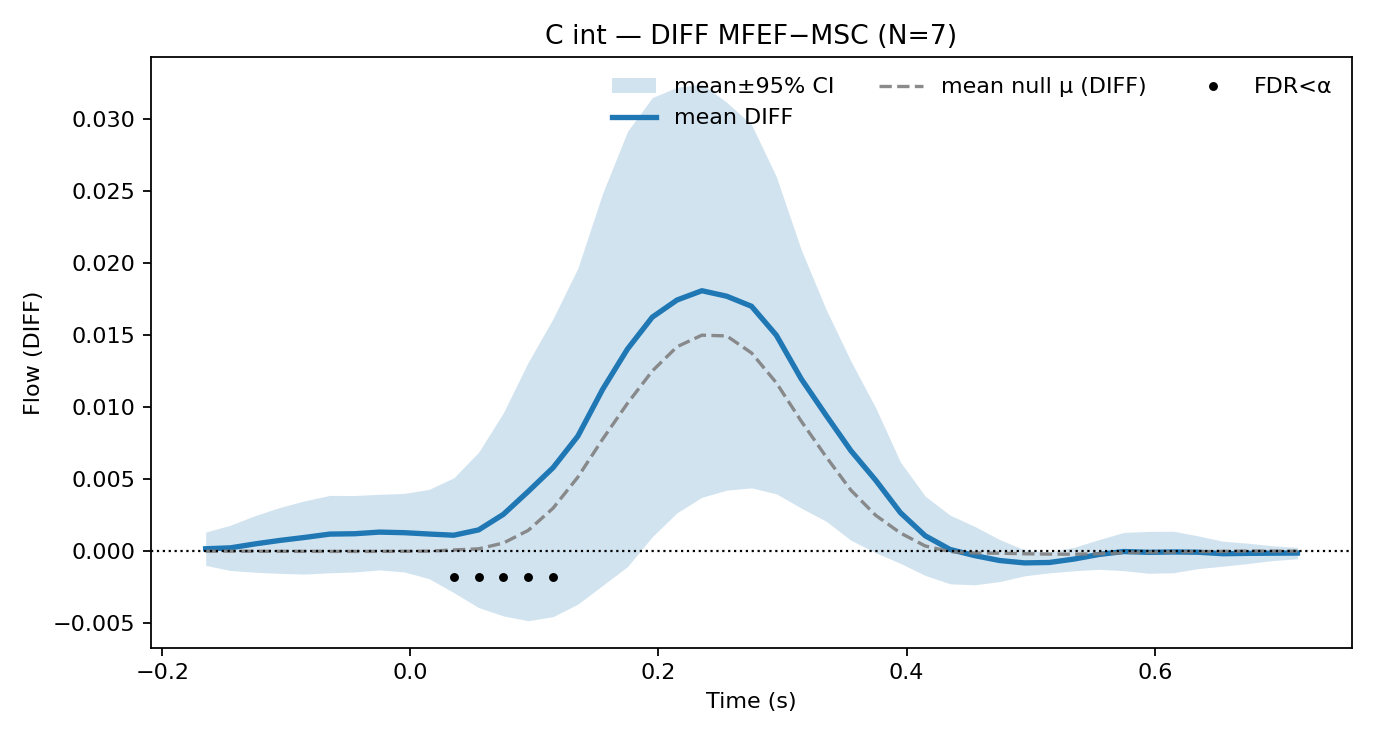 C int — DIFF MFEF−MSC (N=7)
mean±95% CI
mean DIFF
mean null μ (DIFF)
FDR<α
Flow (DIFF)
0.030
0.025
0.020
0.015
0.010
0.005
0.000
−0.005
−0.2
0.0
0.2
0.4
0.6
Time (s)